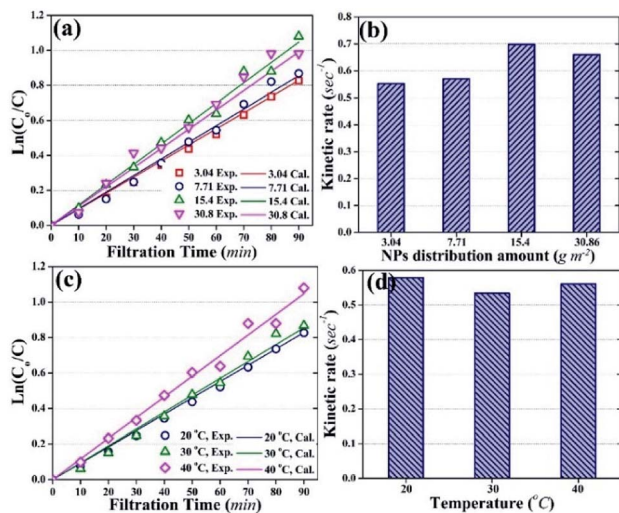 (a)
Ln(Co/C)
1.2
1.0
0.8
0.6
0.4
0.2
0.0
3.04 Exp. 3.04 Cal.
7.71 Exp. 7.71 Cal.
15.4 Exp. 15.4 Cal.
30.8 Exp. 30.8 Cal.
0 10 20 30 40 50 60 70 80 90
Filtration Time (min)
(b)
Kinetic rate (sec-1)
0.8
0.7
0.6
0.5
0.4
0.3
0.2
0.1
0.0
3.04 7.71 15.4 30.86
NPs distribution amount (g m-2)
(c)
Ln(Co/C)
1.2
1.0
0.8
0.6
0.4
0.2
0.0
20 °C, Exp. 20 °C, Cal.
30 °C, Exp. 30 °C, Cal.
40 °C, Exp. 40 °C, Cal.
0 10 20 30 40 50 60 70 80 90
Filtration Time (min)
(d)
Kinetic rate (sec-1)
0.6
0.5
0.4
0.3
0.2
0.1
0.0
20 30 40
Temperature (°C)